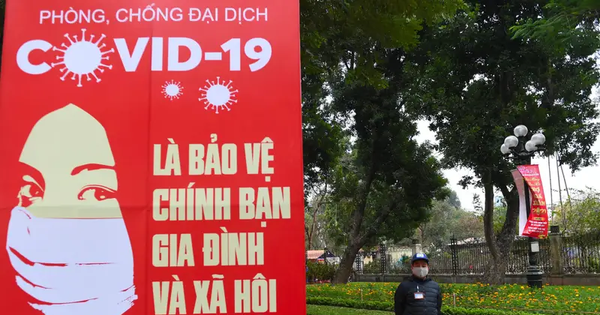 PHÒNG, CHỐNG ĐẠI DỊCH
COVID-19
LÀ BẢO VỆ
CHÍNH BẠN
GIA ĐÌNH
VÀ XÃ HỘI